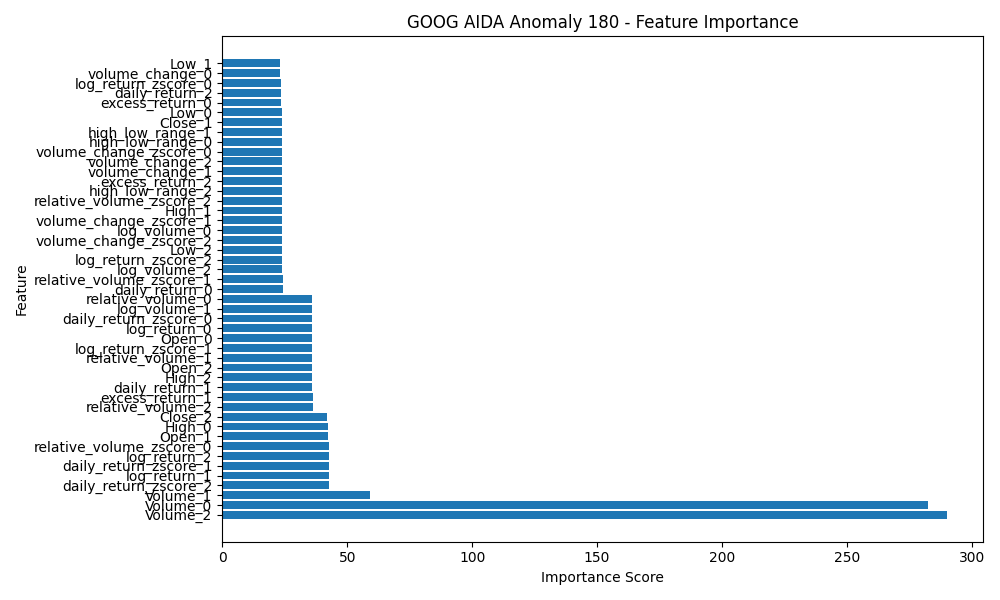 GOOG AIDA Anomaly 180 - Feature Importance
Low_1
volume_change_0
log_return_zscore_0
daily_return_2
excess_return_0
Low_0
Close_1
high_low_range_1
high_low_range_0
volume_change_zscore_0
volume_change_2
volume_change_1
excess_return_2
high_low_range_2
relative_volume_zscore_2
High_1
volume_change_zscore_1
log_volume_0
volume_change_zscore_2
Low_2
log_return_zscore_2
log_volume_2
relative_volume_zscore_1
daily_return_0
relative_volume_0
log_volume_1
daily_return_zscore_0
log_return_0
Open_0
log_return_zscore_1
relative_volume_1
Open_2
High_2
daily_return_1
excess_return_1
relative_volume_2
Close_2
High_0
Open_1
relative_volume_zscore_0
log_return_2
daily_return_zscore_1
log_return_1
daily_return_zscore_2
Volume_1
Volume_0
Volume_2
Feature
0 50 100 150 200 250 300
Importance Score